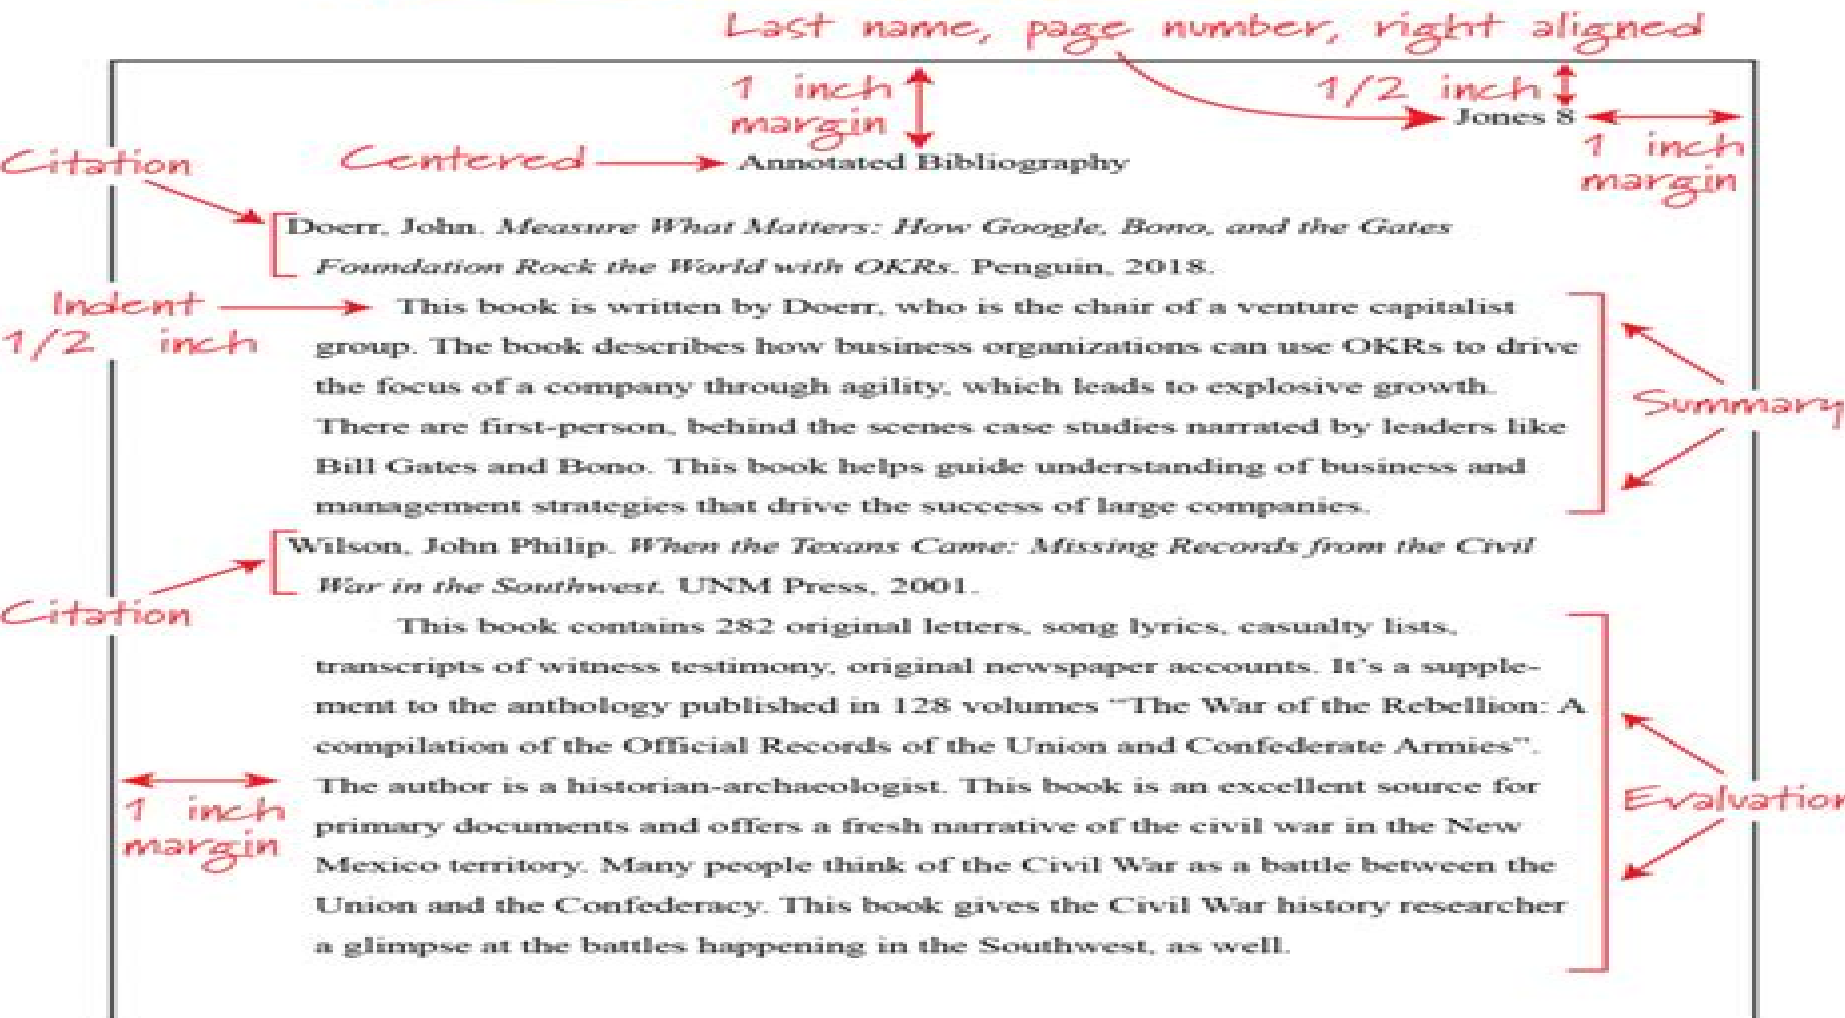 Last name, page number, right aligned
1 inch
margin
1/2 inch
Jones 8
1 inch
margin
Citation
Centered
Annotated Bibliography
Doerr, John. Measure What Matters: How Google, Bono, and the Gates
Foundation Rock the World with OKRs. Penguin, 2018.
Indent
1/2 inch
This book is written by Doerr, who is the chair of a venture capitalist
group. The book describes how business organizations can use OKRs to drive
the focus of a company through agility, which leads to explosive growth.
There are first-person, behind the scenes case studies narrated by leaders like
Bill Gates and Bono. This book helps guide understanding of business and
management strategies that drive the success of large companies.
Summary
Wilson, John Philip. When the Texans Came: Missing Records from the Civil
War in the Southwest. UNM Press, 2001.
Citation
This book contains 282 original letters, song lyrics, casualty lists,
transcripts of witness testimony, original newspaper accounts. It's a supple-
ment to the anthology published in 128 volumes “The War of the Rebellion: A
compilation of the Official Records of the Union and Confederate Armies”.
The author is a historian-archaeologist. This book is an excellent source for
primary documents and offers a fresh narrative of the civil war in the New
Mexico territory. Many people think of the Civil War as a battle between the
Union and the Confederacy. This book gives the Civil War history researcher
a glimpse at the battles happening in the Southwest, as well.
1 inch
margin
Evaluation